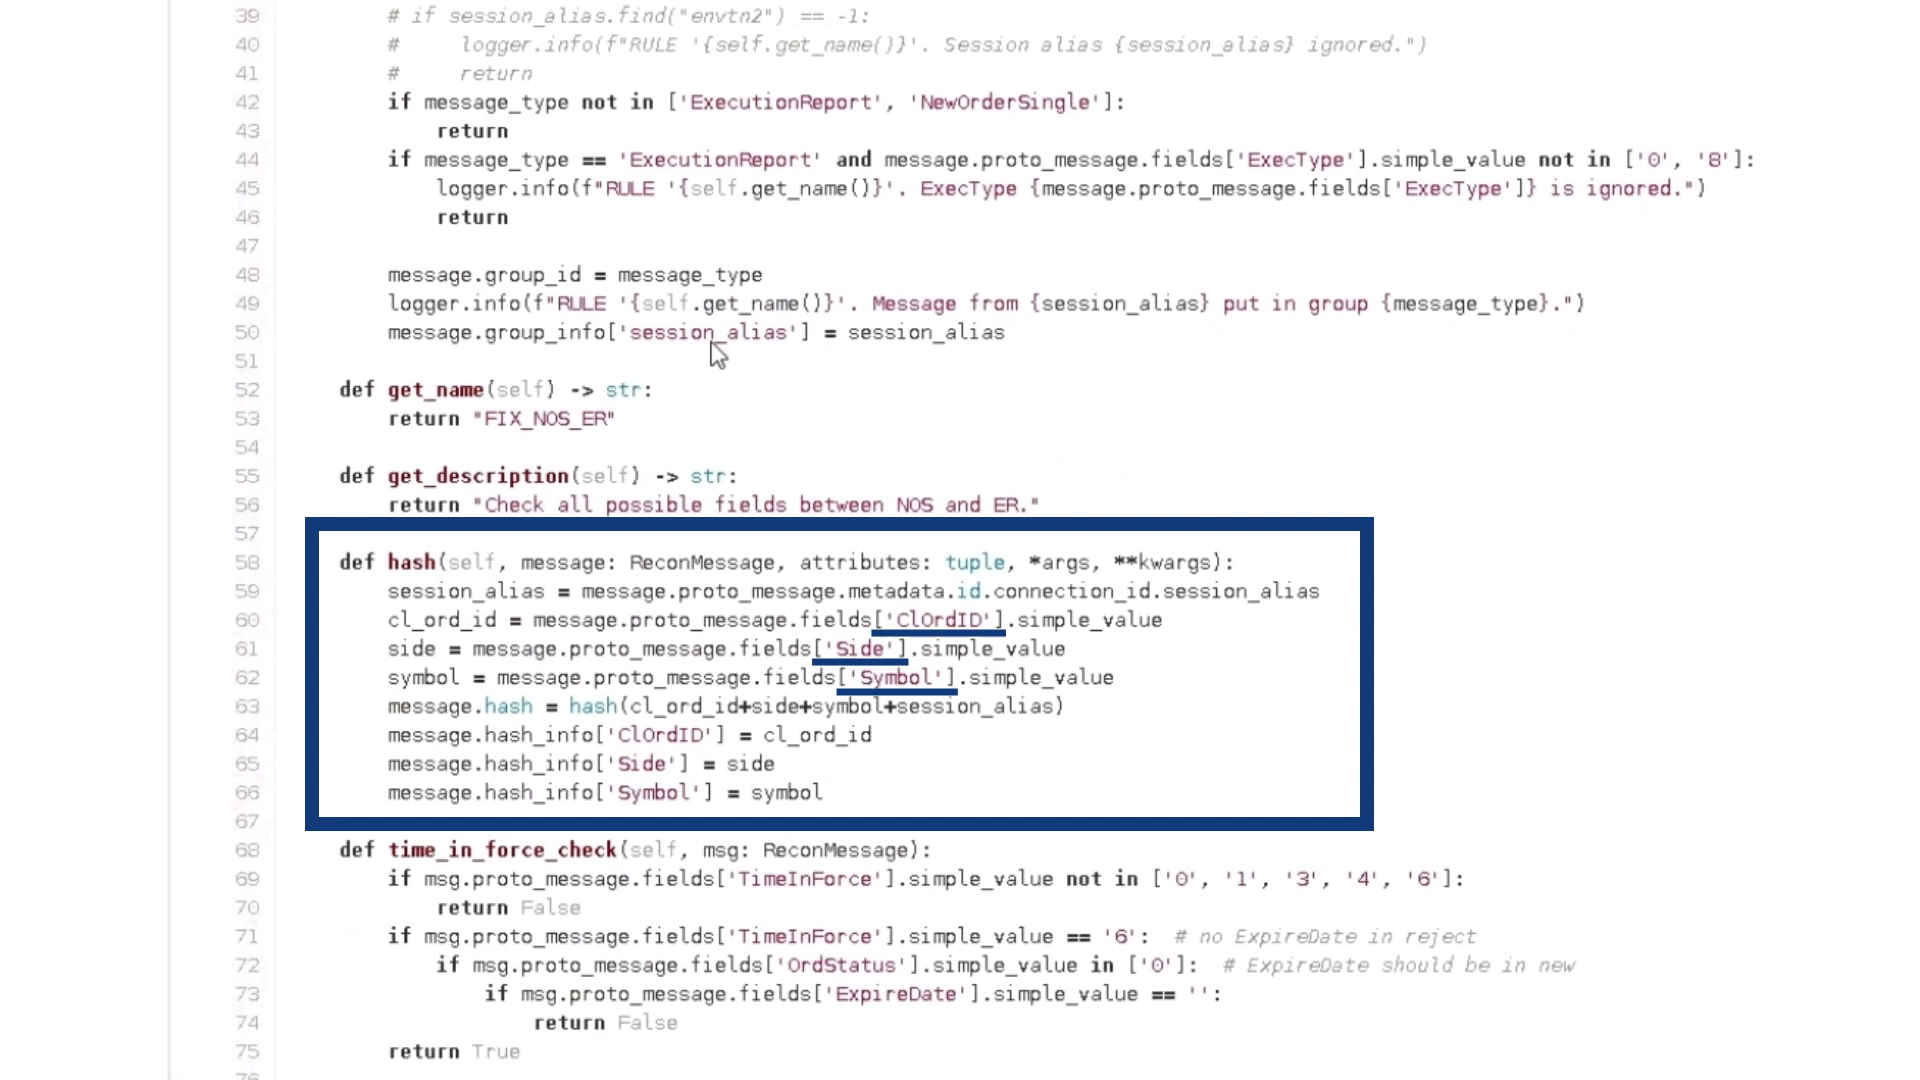 39 # if session_alias.find("envtn2") == -1:
40 #     logger.info(f"RULE '{self.get_name()}'. Session alias {session_alias} ignored.")
41 #     return
42 if message_type not in ['ExecutionReport', 'NewOrderSingle']:
43     return
44 if message_type == 'ExecutionReport' and message.proto_message.fields['ExecType'].simple_value not in ['0', '8']:
45     logger.info(f"RULE '{self.get_name()}'. ExecType {message.proto_message.fields['ExecType']} is ignored.")
46     return
47
48 message.group_id = message_type
49 logger.info(f"RULE '{self.get_name()}'. Message from {session_alias} put in group {message_type}.")
50 message.group_info['session_alias'] = session_alias
51
52 def get_name(self) -> str:
53     return "FIX_NOS_ER"
54
55 def get_description(self) -> str:
56     return "Check all possible fields between NOS and ER."
57
58 def hash(self, message: ReconMessage, attributes: tuple, *args, **kwargs):
59     session_alias = message.proto_message.metadata.id.connection_id.session_alias
60     cl_ord_id = message.proto_message.fields['ClOrdID'].simple_value
61     side = message.proto_message.fields['Side'].simple_value
62     symbol = message.proto_message.fields['Symbol'].simple_value
63     message.hash = hash(cl_ord_id+side+symbol+session_alias)
64     message.hash_info['ClOrdID'] = cl_ord_id
65     message.hash_info['Side'] = side
66     message.hash_info['Symbol'] = symbol
67
68 def time_in_force_check(self, msg: ReconMessage):
69     if msg.proto_message.fields['TimeInForce'].simple_value not in ['0', '1', '3', '4', '6']:
70         return False
71     if msg.proto_message.fields['TimeInForce'].simple_value == '6':  # no ExpireDate in reject
72         if msg.proto_message.fields['OrdStatus'].simple_value in ['0']:  # ExpireDate should be in new
73             if msg.proto_message.fields['ExpireDate'].simple_value == '':
74                 return False
75     return True